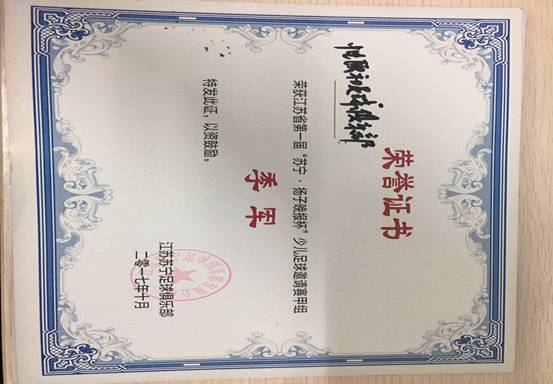 荣誉证书
荣获江苏省第一届“苏宁·扬子晚报杯”少儿足球邀请赛甲组
季军
特发此证，以资鼓励。
江苏苏宁足球俱乐部
二零一七年十月